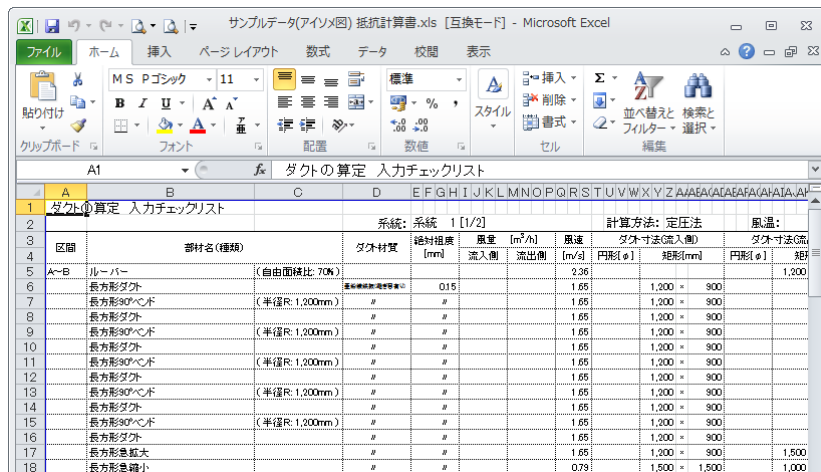 サンプルデータ(アイソメ図) 抵抗計算書.xls [互換モード] - Microsoft Excel
ファイル ホーム 挿入 ページレイアウト 数式 データ 校閲 表示
貼り付け
MS Pゴシック 11
B I U A A
標準
% ,
スタイル
挿入
削除
書式
Σ
並べ替えと フィルター
検索と 選択
クリップボード フォント 配置 数値 セル 編集
A1 fx ダクトの算定 入力チェックリスト
A B C D E F G H I J K L M N O P Q R S T U V W X Y Z
1 ダクトの算定 入力チェックリスト
2 系統: 系統 1 [1/2] 計算方法: 定圧法 風温:
3 区間 部材名(種類) ダクト材質 絶対粗度 風量 [m³/h] 風速 ダクト寸法(流入側)
4 [mm] 流入側 流出側 [m/s] 円形[φ] 矩形[mm] 円形[φ]
5 A~B ルーバー (自由面積比: 70%) 2.36 1,200
6 長方形ダクト 0.15 1.65 1,200 × 900
7 長方形90°ベンド (半径R: 1,200mm) 〃 〃 1.65 1,200 × 900
8 長方形ダクト 〃 〃 1.65 1,200 × 900
9 長方形90°ベンド (半径R: 1,200mm) 〃 〃 1.65 1,200 × 900
10 長方形ダクト 〃 〃 1.65 1,200 × 900
11 長方形90°ベンド (半径R: 1,200mm) 〃 〃 1.65 1,200 × 900
12 長方形ダクト 〃 〃 1.65 1,200 × 900
13 長方形90°ベンド (半径R: 1,200mm) 〃 〃 1.65 1,200 × 900
14 長方形ダクト 〃 〃 1.65 1,200 × 900
15 長方形90°ベンド (半径R: 1,200mm) 〃 〃 1.65 1,200 × 900
16 長方形ダクト 〃 〃 1.65 1,200 × 900
17 長方形急拡大 〃 〃 1.65 1,200 × 900 1,500
18 長方形急縮小 〃 〃 0.79 1,500 × 1,500 1,000